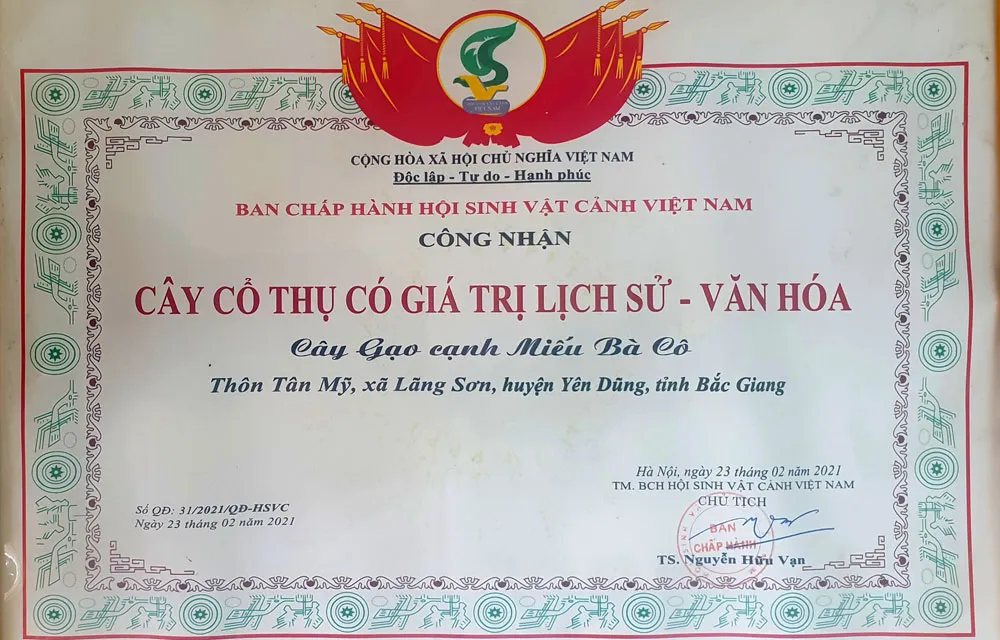 CỘNG HÒA XÃ HỘI CHỦ NGHĨA VIỆT NAM
Độc lập - Tự do - Hạnh phúc
BAN CHẤP HÀNH HỘI SINH VẬT CẢNH VIỆT NAM
CÔNG NHẬN
CÂY CỔ THỤ CÓ GIÁ TRỊ LỊCH SỬ - VĂN HÓA
Cây Gạo cạnh Miếu Bà Cô
Thôn Tân Mỹ, xã Lãng Sơn, huyện Yên Dũng, tỉnh Bắc Giang
Số QĐ: 31/2021/QĐ-HSVC
Ngày 23 tháng 02 năm 2021
Hà Nội, ngày 23 tháng 02 năm 2021
TM. BCH HỘI SINH VẬT CẢNH VIỆT NAM
CHỦ TỊCH
BAN
CHẤP HÀNH
TS. Nguyễn Hữu Vạn